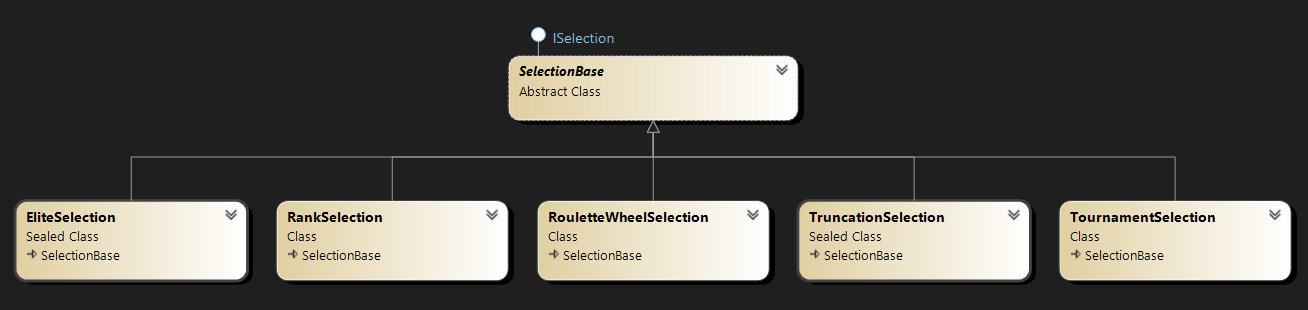 ISelection
SelectionBase
Abstract Class
EliteSelection
Sealed Class
SelectionBase
RankSelection
Class
SelectionBase
RouletteWheelSelection
Class
SelectionBase
TruncationSelection
Sealed Class
SelectionBase
TournamentSelection
Class
SelectionBase